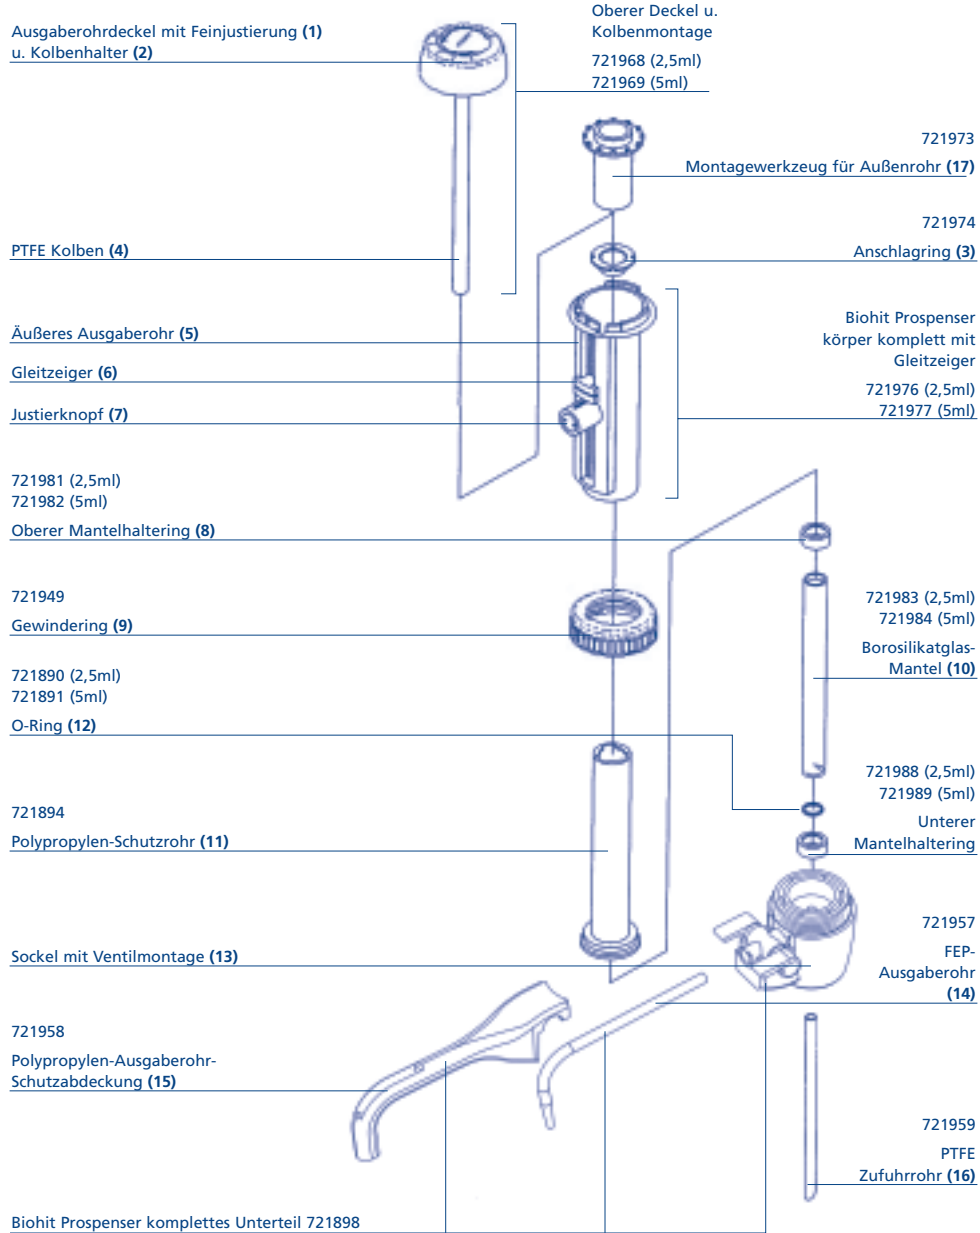 Ausgaberohrdeckel mit Feinjustierung (1)
u. Kolbenhalter (2)
Oberer Deckel u.
Kolbenmontage
721968 (2,5ml)
721969 (5ml)
721973
Montagewerkzeug für Außenrohr (17)
721974
Anschlagring (3)
PTFE Kolben (4)
Äußeres Ausgaberohr (5)
Gleitzeiger (6)
Justierknopf (7)
Biohit Prospenser
körper komplett mit
Gleitzeiger
721976 (2,5ml)
721977 (5ml)
721981 (2,5ml)
721982 (5ml)
Oberer Mantelhaltering (8)
721949
Gewindering (9)
721983 (2,5ml)
721984 (5ml)
Borosilikatglas-
Mantel (10)
721890 (2,5ml)
721891 (5ml)
O-Ring (12)
721988 (2,5ml)
721989 (5ml)
Unterer
Mantelhaltering
721894
Polypropylen-Schutzrohr (11)
Sockel mit Ventilmontage (13)
721957
FEP-
Ausgaberohr
(14)
721958
Polypropylen-Ausgaberohr-
Schutzabdeckung (15)
721959
PTFE
Zufuhrrohr (16)
Biohit Prospenser komplettes Unterteil 721898